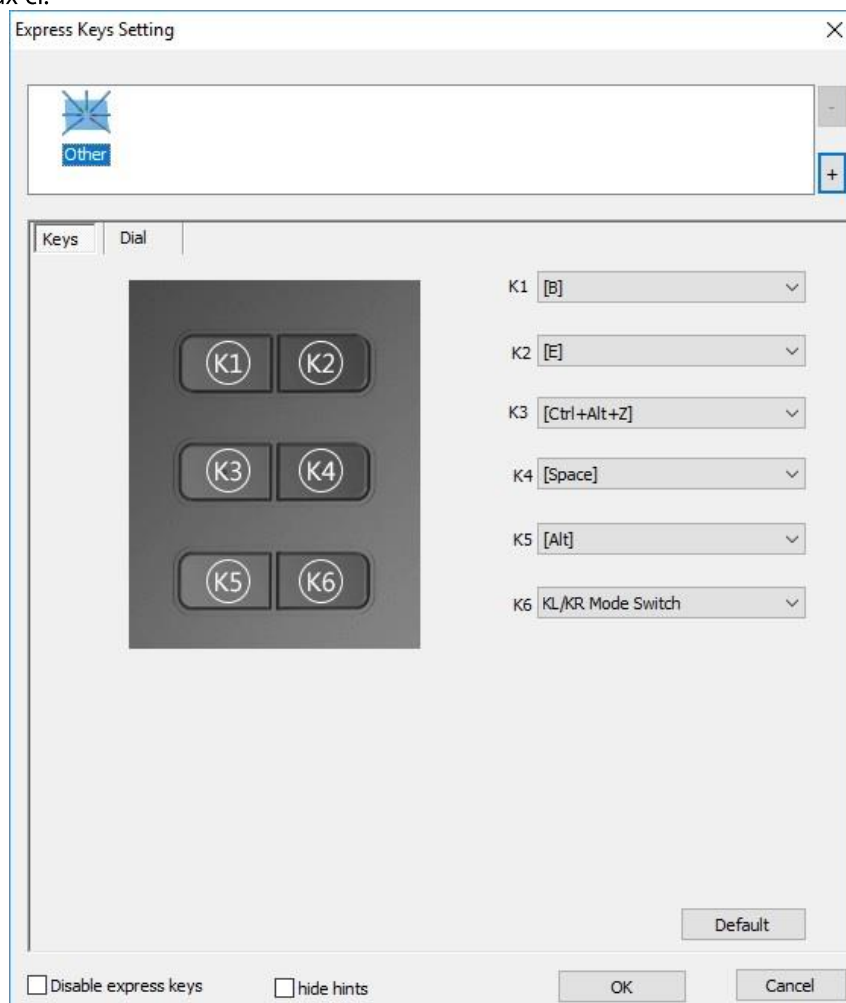 Express Keys Setting
-
Other
+
Keys Dial
K1 [B]
K1 K2
K2 [E]
K3 [Ctrl+Alt+Z]
K3 K4
K4 [Space]
K5 [Alt]
K5 K6
K6 KL/KR Mode Switch
Default
Disable express keys hide hints OK Cancel